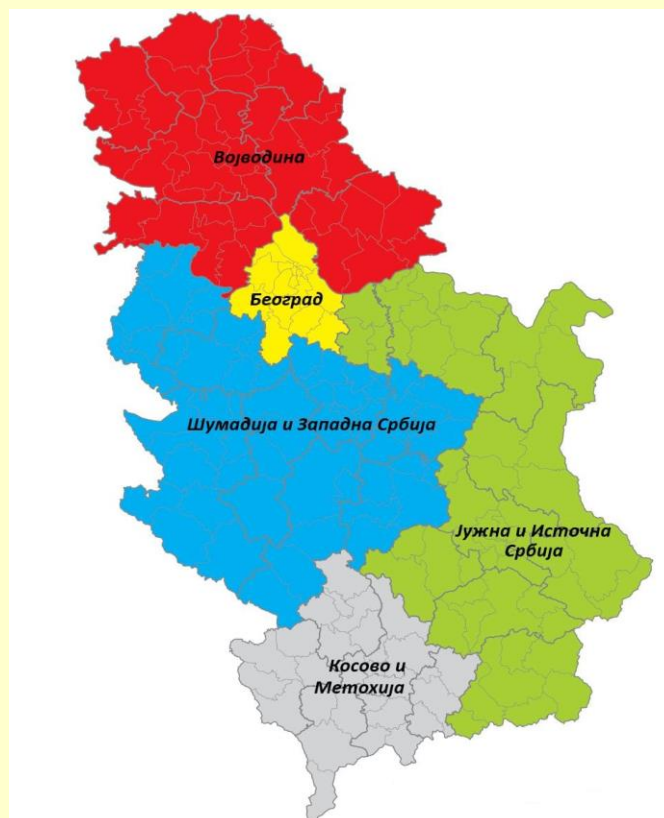 Војводина
Београд
Шумадија и Западна Србија
Јужна и Источна
Србија
Косово и
Метохија